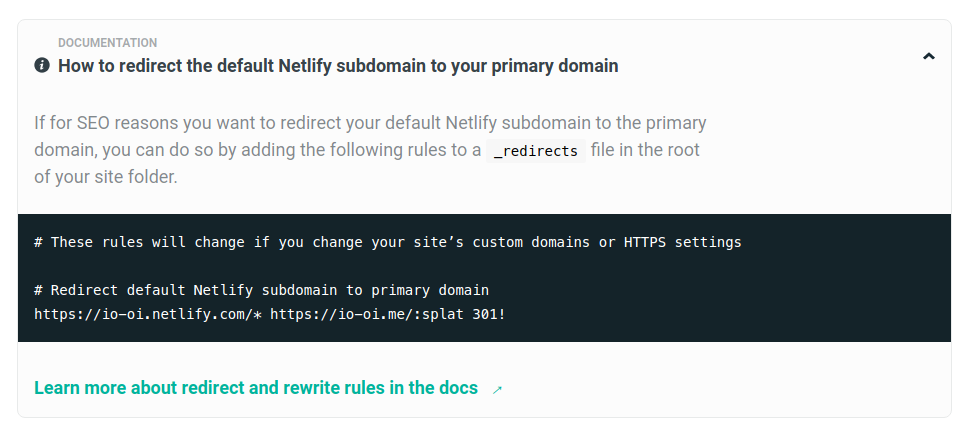 DOCUMENTATION
How to redirect the default Netlify subdomain to your primary domain
If for SEO reasons you want to redirect your default Netlify subdomain to the primary
domain, you can do so by adding the following rules to a _redirects file in the root
of your site folder.
# These rules will change if you change your site’s custom domains or HTTPS settings
# Redirect default Netlify subdomain to primary domain
https://io-oi.netlify.com/* https://io-oi.me/:splat 301!
Learn more about redirect and rewrite rules in the docs ↗